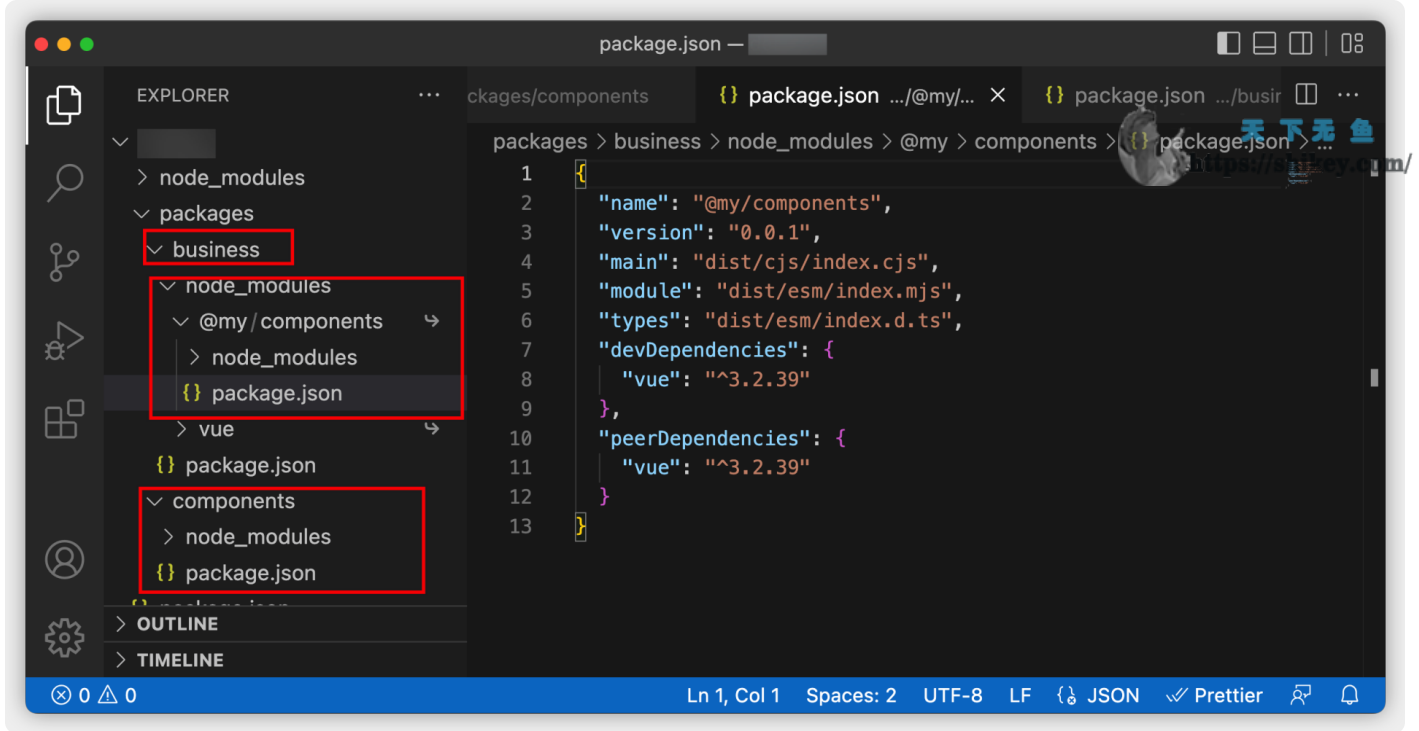 package.json —
EXPLORER
ckages/components
{} package.json .../@my/...
{} package.json .../busir
packages > business > node_modules > @my > components > {} package.json > ...
天下无鱼
https://shikey.com/
node_modules
packages
business
node_modules
@my/components
node_modules
{} package.json
vue
{} package.json
components
node_modules
{} package.json
{} package.json
OUTLINE
TIMELINE
1 {
2 "name": "@my/components",
3 "version": "0.0.1",
4 "main": "dist/cjs/index.cjs",
5 "module": "dist/esm/index.mjs",
6 "types": "dist/esm/index.d.ts",
7 "devDependencies": {
8 "vue": "^3.2.39"
9 },
10 "peerDependencies": {
11 "vue": "^3.2.39"
12 }
13 }
0 0
Ln 1, Col 1 Spaces: 2 UTF-8 LF {} JSON Prettier